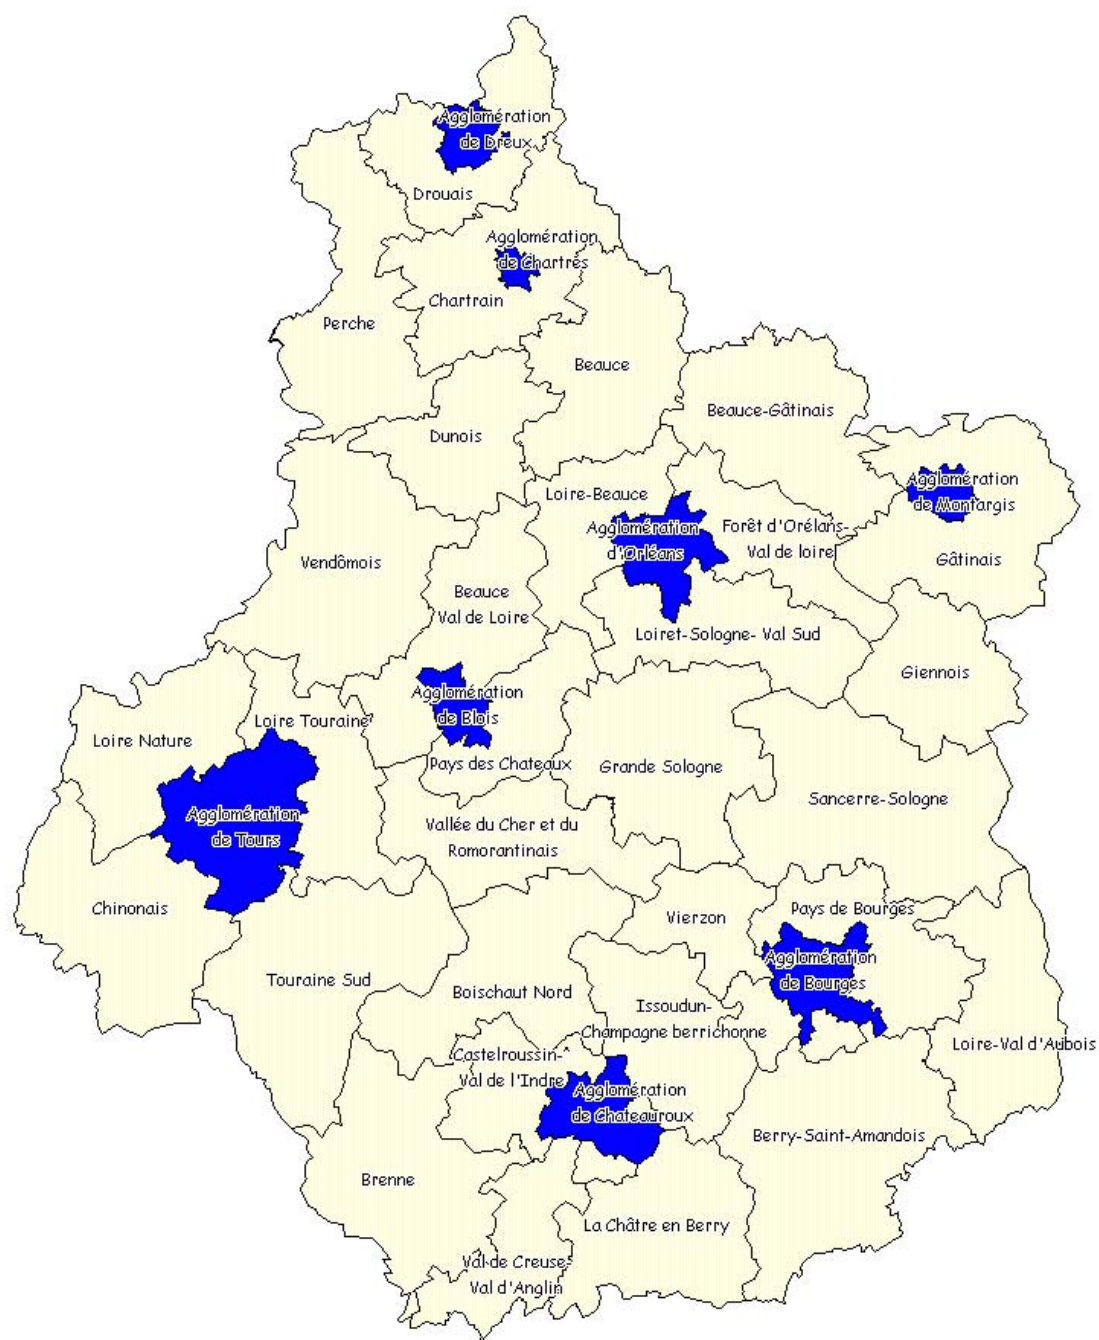 Agglomération
de Dreux
Drouais
Agglomération
de Chartres
Chartrain
Perche
Beauce
Beauce-Gâtinais
Dunois
Agglomération
de Montargis
Loire-Beauce
Agglomération
d'Orléans
Forêt d'Orélans-
Val de loire
Gâtinais
Vendômois
Beauce
Val de Loire
Loiret-Sologne- Val Sud
Giennois
Agglomération
de Blois
Loire Touraine
Loire Nature
Pays des Chateaux
Grande Sologne
Sancerre-Sologne
Agglomération
de Tours
Vallée du Cher et du
Romorantinais
Chinonais
Vierzon
Pays de Bourges
Agglomération
de Bourges
Touraine Sud
Boischaut Nord
Issoudun-
Champagne berrichonne
Loire-Val d'Aubois
Castelroussin-
Val de l'Indre
Agglomération
de Chateauroux
Berry-Saint-Amandois
Brenne
La Châtre en Berry
Val de Creuse-
Val d'Anglin